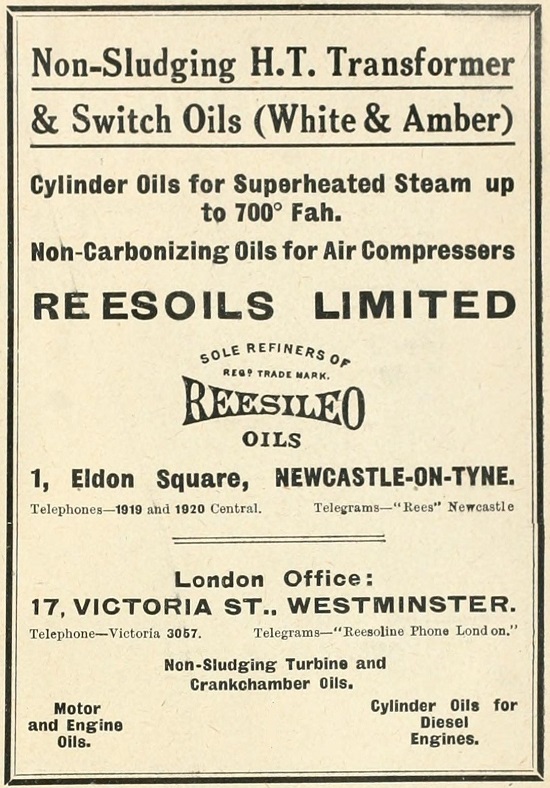 Non-Sludging H.T. Transformer
& Switch Oils (White & Amber)
Cylinder Oils for Superheated Steam up
to 700° Fah.
Non-Carbonizing Oils for Air Compressers
REESOILS LIMITED
SOLE REFINERS OF
REGD TRADE MARK.
REESILEO
OILS
1, Eldon Square, NEWCASTLE-ON-TYNE.
Telephones—1919 and 1920 Central. Telegrams—"Rees" Newcastle
London Office:
17, VICTORIA ST., WESTMINSTER.
Telephone—Victoria 3057. Telegrams—"Reesoline Phone London."
Non-Sludging Turbine and
Crankchamber Oils.
Motor
and Engine
Oils.
Cylinder Oils for
Diesel
Engines.